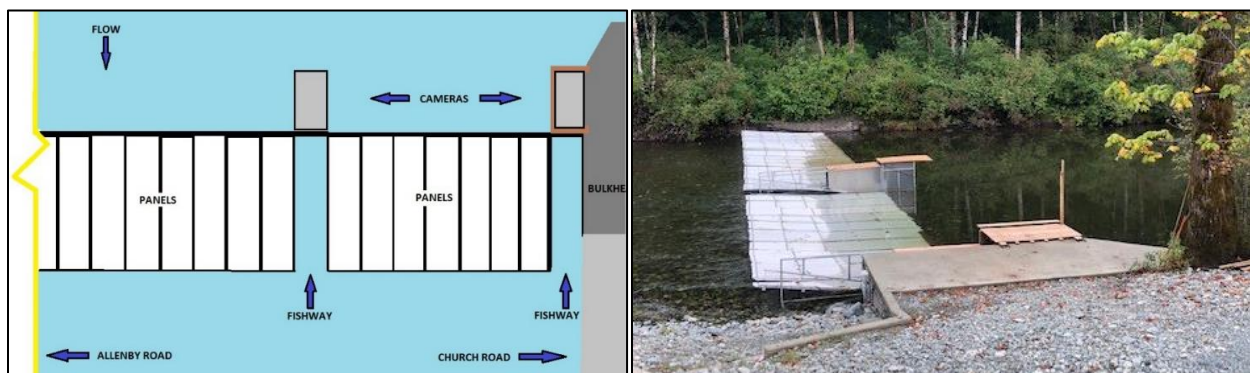 FLOW
CAMERAS
PANELS
PANELS
BULKHE
FISHWAY
FISHWAY
ALLENBY ROAD
CHURCH ROAD